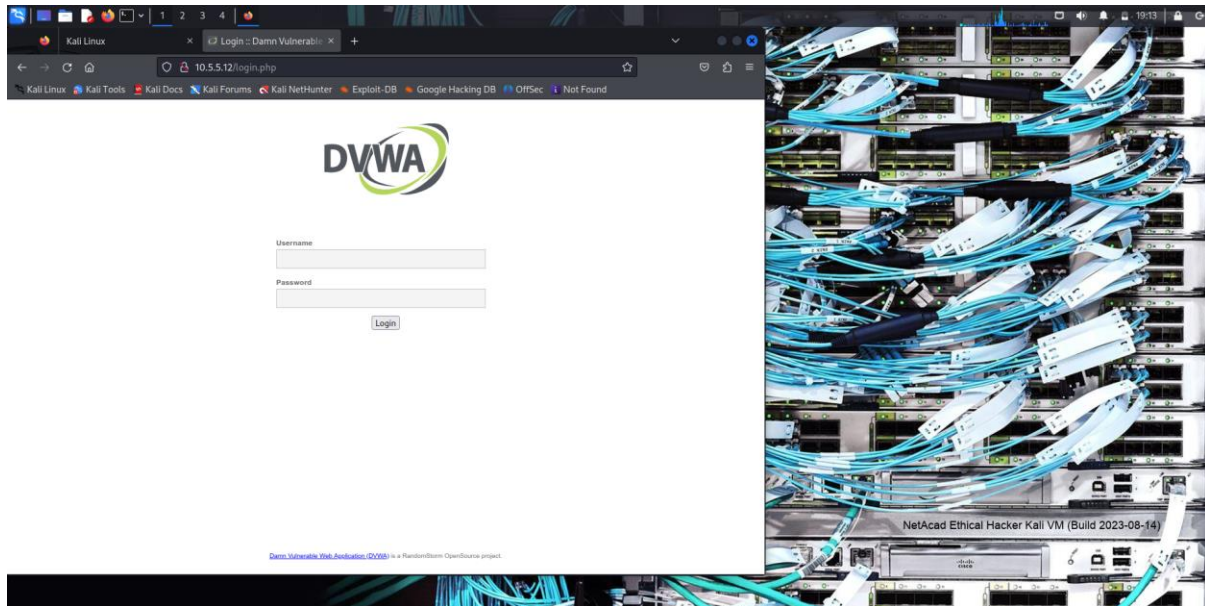 1 2 3 4
19:13
Kali Linux
Login :: Damn Vulnerable
10.5.5.12/login.php
Kali Linux Kali Tools Kali Docs Kali Forums Kali NetHunter Exploit-DB Google Hacking DB OffSec Not Found
DVWA
Username
Password
Login
Damn Vulnerable Web Application (DVWA) is a RandomStorm OpenSource project.
NetAcad Ethical Hacker Kali VM (Build 2023-08-14)
CISCO